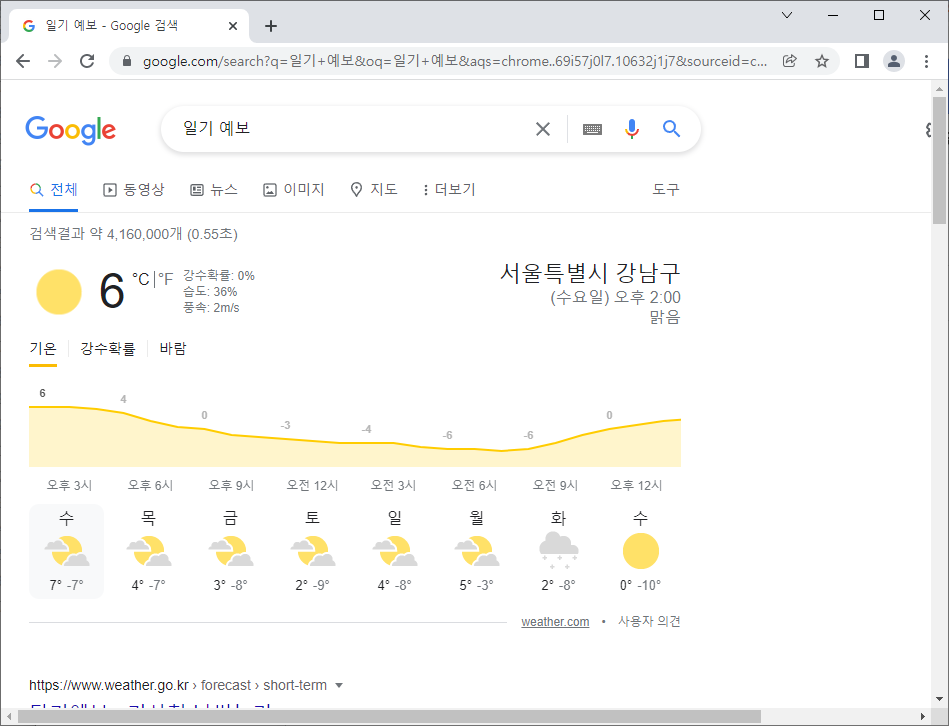 일기 예보 - Google 검색
google.com/search?q=일기+예보&oq=일기+예보&aqs=chrome..69i57j0l7.10632j1j7&sourceid=c...
Google
일기 예보
전체 동영상 뉴스 이미지 지도 더보기 도구
검색결과 약 4,160,000개 (0.55초)
6 °C | °F
강수확률: 0%
습도: 36%
풍속: 2m/s
서울특별시 강남구
(수요일) 오후 2:00
맑음
기온 강수확률 바람
6 4 0 -3 -4 -6 -6 0
오후 3시 오후 6시 오후 9시 오전 12시 오전 3시 오전 6시 오전 9시 오후 12시
수 목 금 토 일 월 화 수
7° -7° 4° -7° 3° -8° 2° -9° 4° -8° 5° -3° 2° -8° 0° -10°
weather.com • 사용자 의견
https://www.weather.go.kr › forecast › short-term